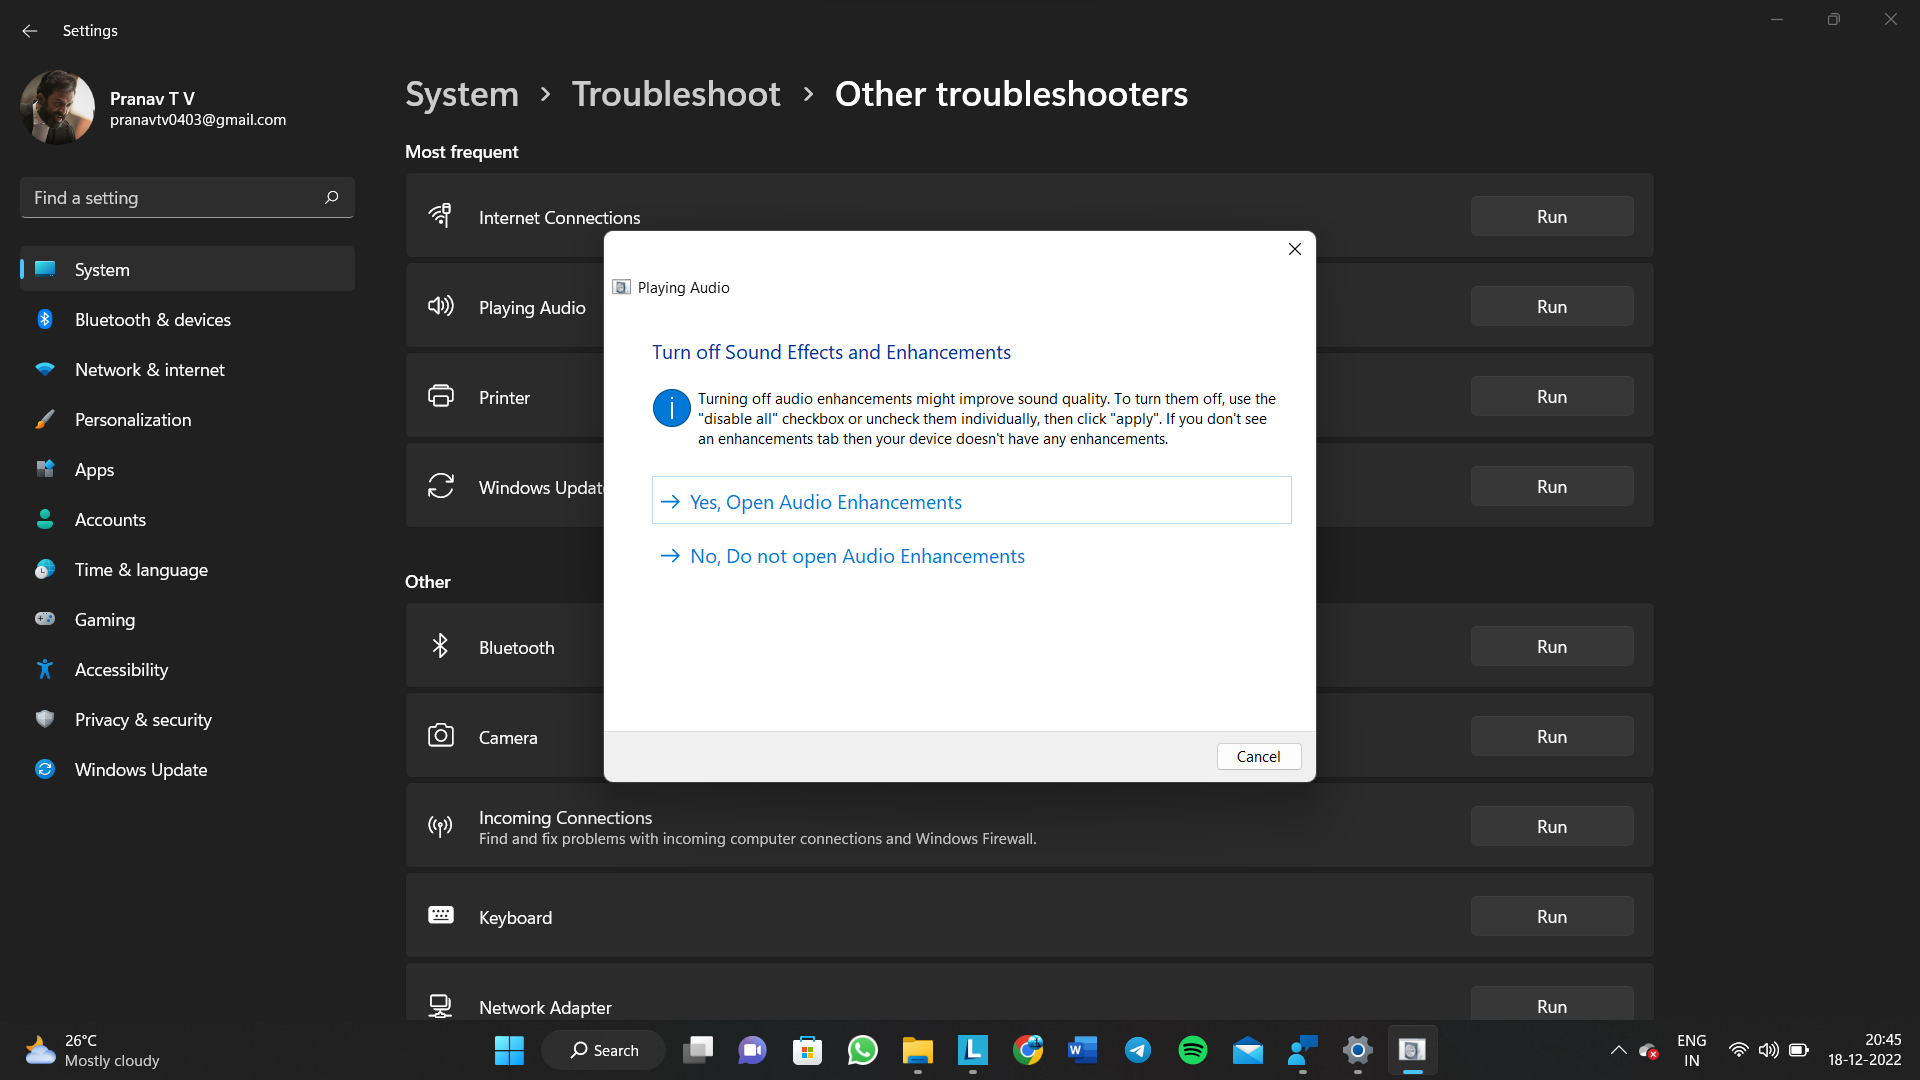 Settings
Pranav T V
pranavtv0403@gmail.com
Find a setting
System
Bluetooth & devices
Network & internet
Personalization
Apps
Accounts
Time & language
Gaming
Accessibility
Privacy & security
Windows Update
System > Troubleshoot > Other troubleshooters
Most frequent
Internet Connections
Run
Playing Audio
Run
Printer
Run
Windows Updat
Run
Other
Bluetooth
Run
Camera
Run
Incoming Connections
Find and fix problems with incoming computer connections and Windows Firewall.
Run
Keyboard
Run
Network Adapter
Run
Playing Audio
Turn off Sound Effects and Enhancements
Turning off audio enhancements might improve sound quality. To turn them off, use the
"disable all" checkbox or uncheck them individually, then click "apply". If you don't see
an enhancements tab then your device doesn't have any enhancements.
Yes, Open Audio Enhancements
No, Do not open Audio Enhancements
Cancel
26°C
Mostly cloudy
Search
ENG
IN
20:45
18-12-2022